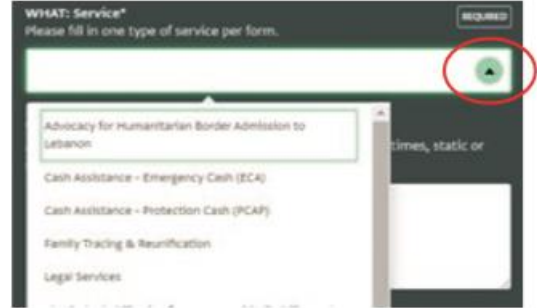 WHAT: Service*
REQUIRED
Please fill in one type of service per form.
Advocacy for Humanitarian Border Admission to
Lebanon
times, static or
Cash Assistance - Emergency Cash (ECA)
Cash Assistance - Protection Cash (PCAP)
Family Tracing & Reunification
Legal Services